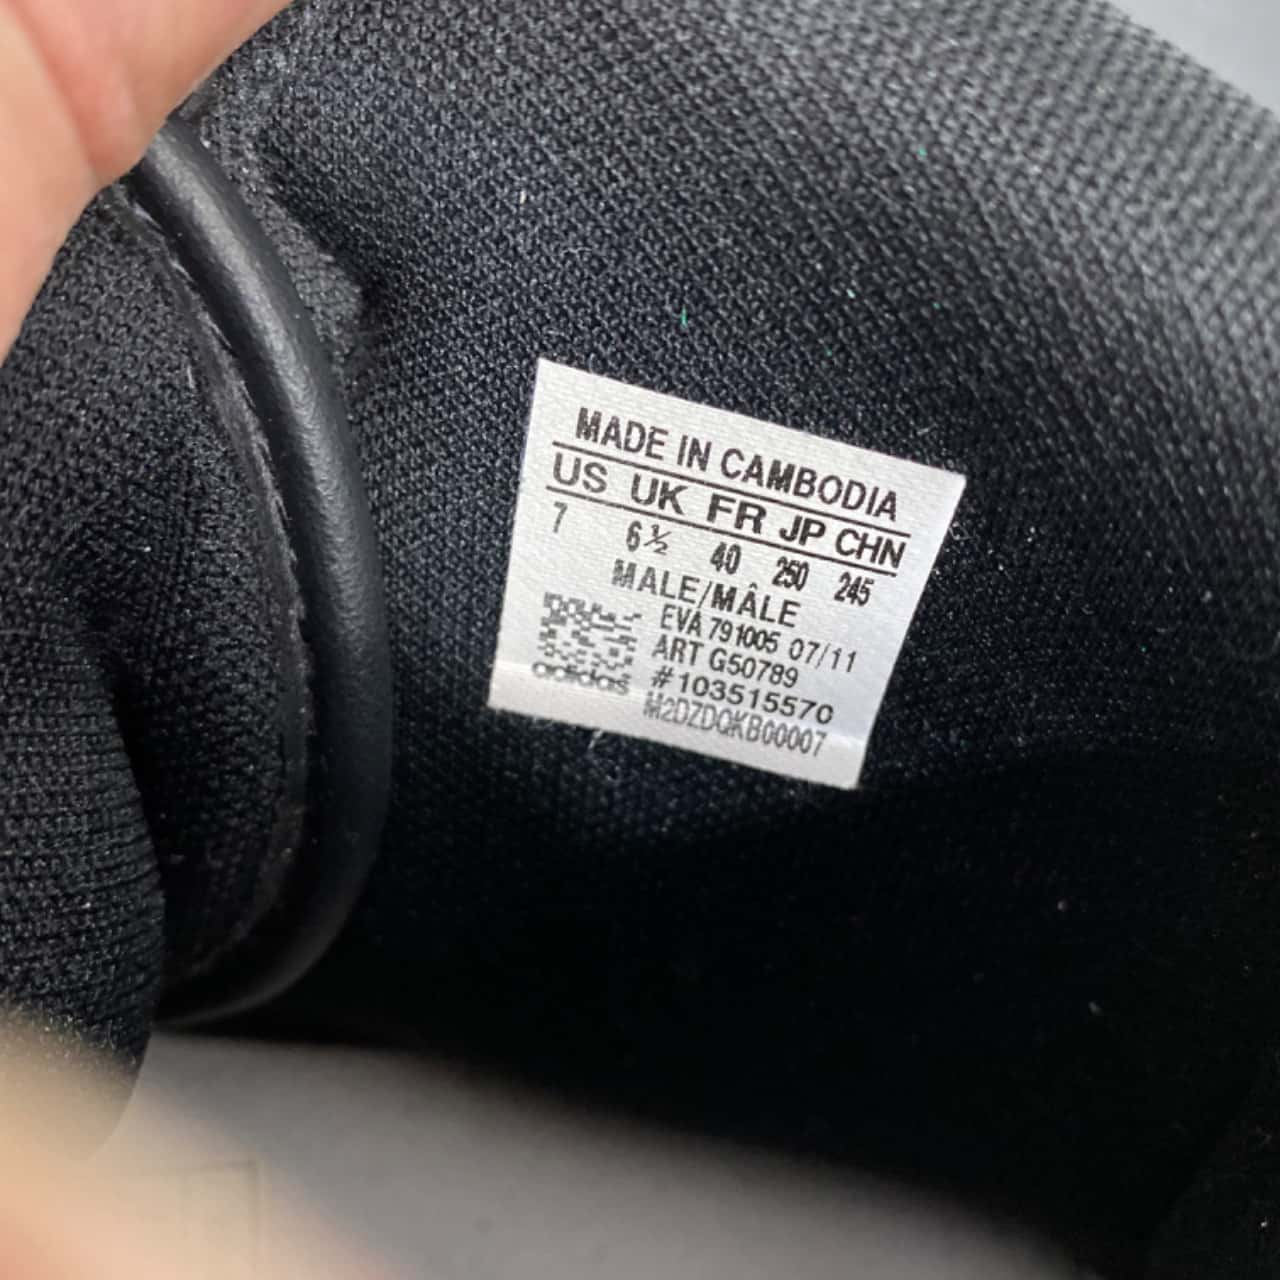 MADE IN CAMBODIA
US UK FR JP CHN
7 6½ 40 250 245
MALE/MÂLE
EVA 791005 07/11
ART G50789
#103515570
adidas M2DZDQKB00007